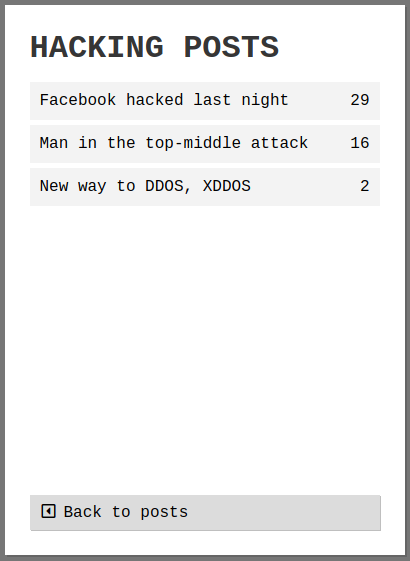 HACKING POSTS
Facebook hacked last night 29
Man in the top-middle attack 16
New way to DDOS, XDDOS 2
Back to posts